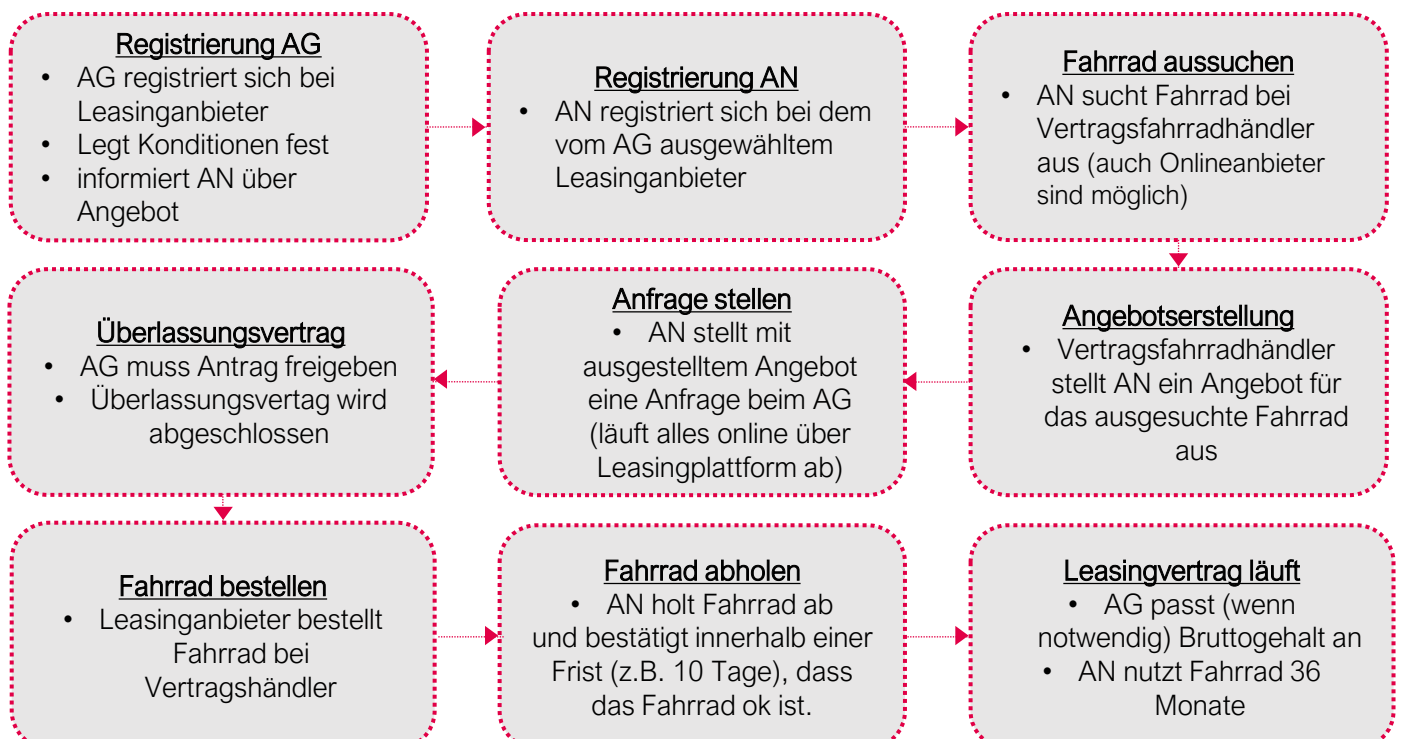 Registrierung AG
• AG registriert sich bei
Leasinganbieter
• Legt Konditionen fest
• informiert AN über
Angebot
Registrierung AN
• AN registriert sich bei dem
vom AG ausgewähltem
Leasinganbieter
Fahrrad aussuchen
• AN sucht Fahrrad bei
Vertragsfahrradhändler
aus (auch Onlineanbieter
sind möglich)
Angebotserstellung
• Vertragsfahrradhändler
stellt AN ein Angebot für
das ausgesuchte Fahrrad
aus
Anfrage stellen
• AN stellt mit
ausgestelltem Angebot
eine Anfrage beim AG
(läuft alles online über
Leasingplattform ab)
Überlassungsvertrag
• AG muss Antrag freigeben
• Überlassungsvertag wird
abgeschlossen
Fahrrad bestellen
• Leasinganbieter bestellt
Fahrrad bei
Vertragshändler
Fahrrad abholen
• AN holt Fahrrad ab
und bestätigt innerhalb einer
Frist (z.B. 10 Tage), dass
das Fahrrad ok ist.
Leasingvertrag läuft
• AG passt (wenn
notwendig) Bruttogehalt an
• AN nutzt Fahrrad 36
Monate